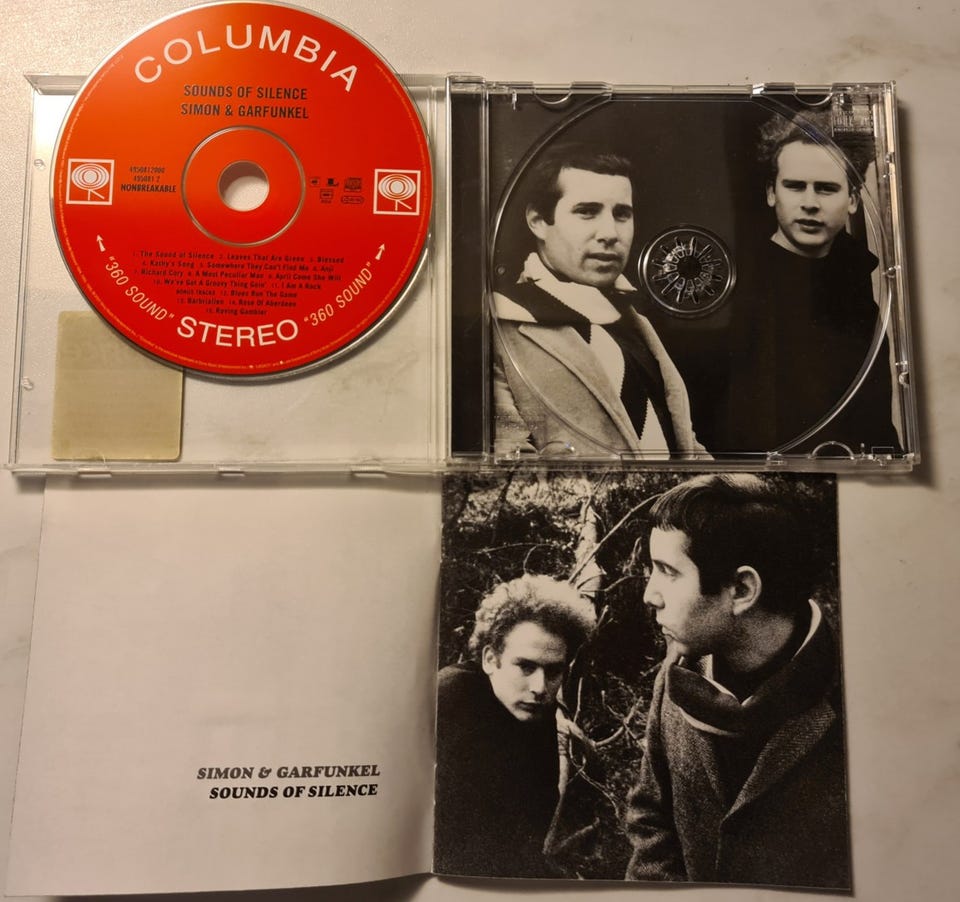 COLUMBIA
SOUNDS OF SILENCE
SIMON & GARFUNKEL
4950812000
495081 2
NONBREAKABLE
1. The Sound of Silence 2. Leaves That Are Green 3. Blessed
4. Kathy's Song 5. Somewhere They Can't Find Me 6. Anji
7. Richard Cory 8. A Most Peculiar Man 9. April Come She Will
10. We've Got A Groovy Thing Goin' 11. I Am A Rock
BONUS TRACKS 12. Blues Run The Game
13. Barbriallen 14. Rose Of Aberdeen
15. Roving Gambler
"360 SOUND" STEREO "360 SOUND"
SIMON & GARFUNKEL
SOUNDS OF SILENCE